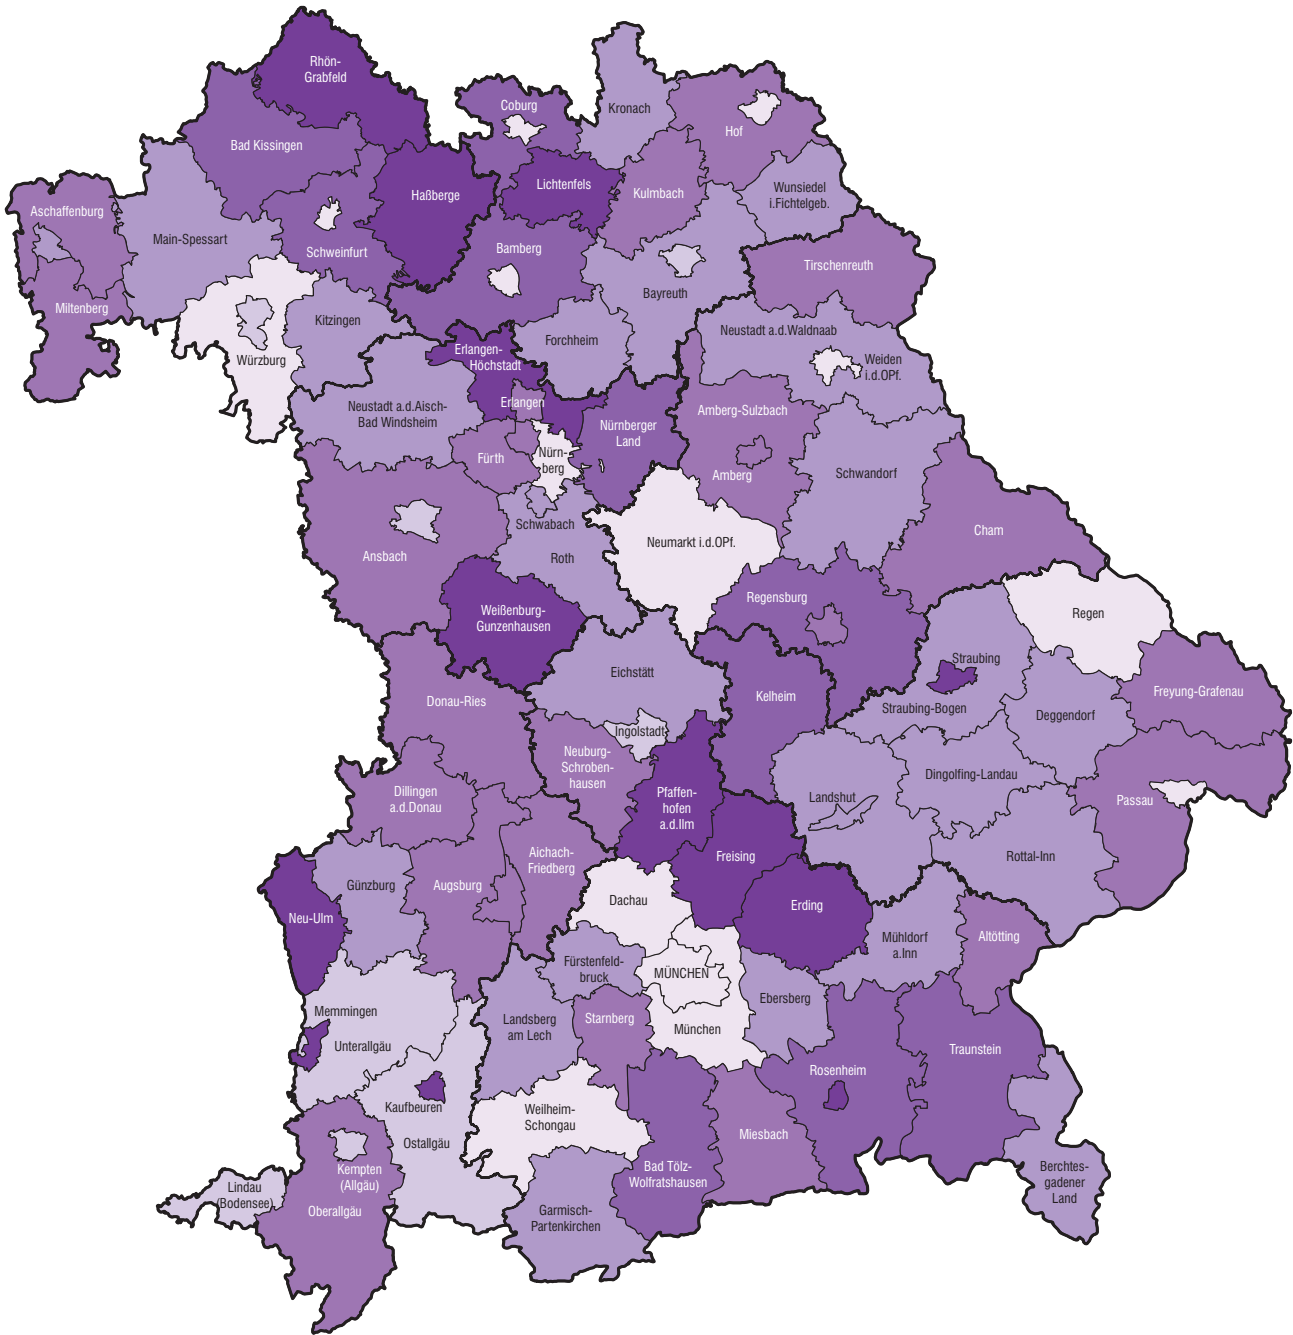 Rhön-
Grabfeld
Coburg
Kronach
Hof
Bad Kissingen
Haßberge
Lichtenfels
Kulmbach
Wunsiedel
i.Fichtelgeb.
Aschaffenburg
Main-Spessart
Schweinfurt
Bamberg
Tirschenreuth
Bayreuth
Miltenberg
Kitzingen
Neustadt a.d.Waldnaab
Forchheim
Erlangen-
Höchstadt
Würzburg
Weiden
i.d.OPf.
Erlangen
Neustadt a.d.Aisch-
Bad Windsheim
Amberg-Sulzbach
Nürnberger
Land
Fürth
Nürn-
berg
Amberg
Schwandorf
Schwabach
Cham
Ansbach
Roth
Neumarkt i.d.OPf.
Regensburg
Weißenburg-
Gunzenhausen
Regen
Straubing
Eichstätt
Freyung-Grafenau
Donau-Ries
Kelheim
Straubing-Bogen
Deggendorf
Ingolstadt
Neuburg-
Schroben-
hausen
Dingolfing-Landau
Dillingen
a.d.Donau
Pfaffen-
hofen
a.d.Ilm
Landshut
Passau
Aichach-
Friedberg
Freising
Rottal-Inn
Günzburg
Augsburg
Dachau
Erding
Neu-Ulm
Mühldorf
a.Inn
Altötting
Fürstenfeld-
bruck
MÜNCHEN
Ebersberg
Memmingen
Landsberg
am Lech
Starnberg
München
Unterallgäu
Traunstein
Rosenheim
Kaufbeuren
Weilheim-
Schongau
Ostallgäu
Miesbach
Kempten
(Allgäu)
Bad Tölz-
Wolfratshausen
Berchtes-
gadener
Land
Lindau
(Bodensee)
Oberallgäu
Garmisch-
Partenkirchen